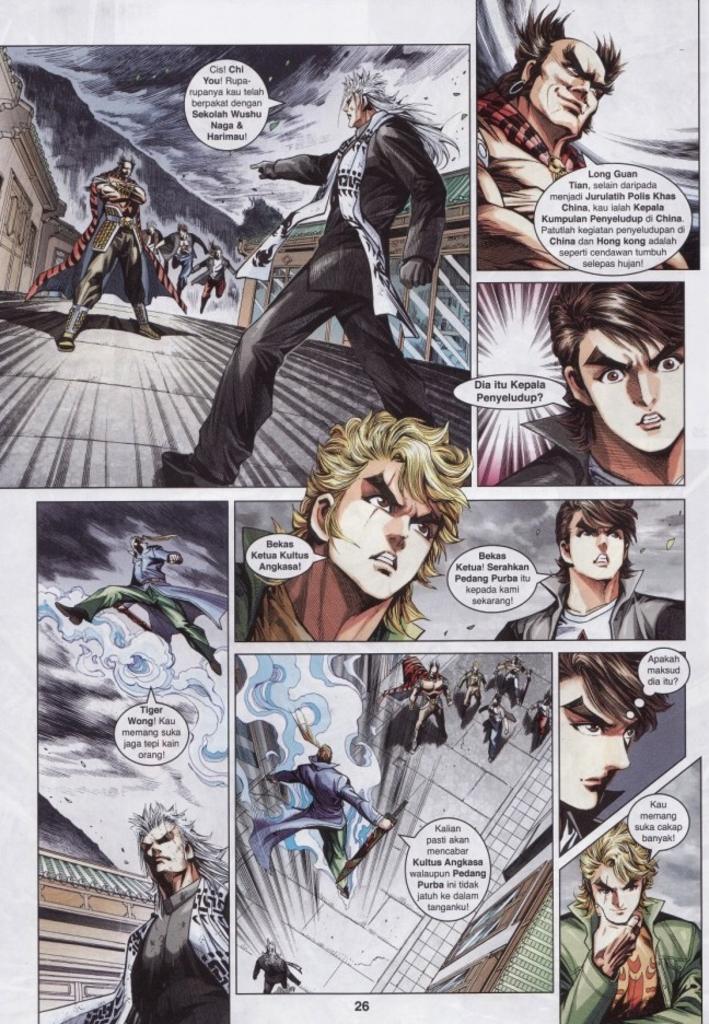 Cis! Chi
You! Rupa-
rupanya kau telah
berpakat dengan
Sekolah Wushu
Naga &
Harimau!
Long Guan
Tian, selain daripada
menjadi Jurulatih Polis Khas
China, kau ialah Kepala
Kumpulan Penyeludup di China.
Patutlah kegiatan penyeludupan di
China dan Hong kong adalah
seperti cendawan tumbuh
selepas hujan!
Dia itu Kepala
Penyeludup?
Bekas
Ketua Kultus
Angkasa!
Bekas
Ketua! Serahkan
Pedang Purba itu
kepada kami
sekarang!
Tiger
Wong! Kau
memang suka
jaga tepi kain
orang!
Kalian
pasti akan
mencabar
Kultus Angkasa
walaupun Pedang
Purba ini tidak
jatuh ke dalam
tanganku!
Apakah
maksud
dia itu?
Kau
memang
suka cakap
banyak!
26